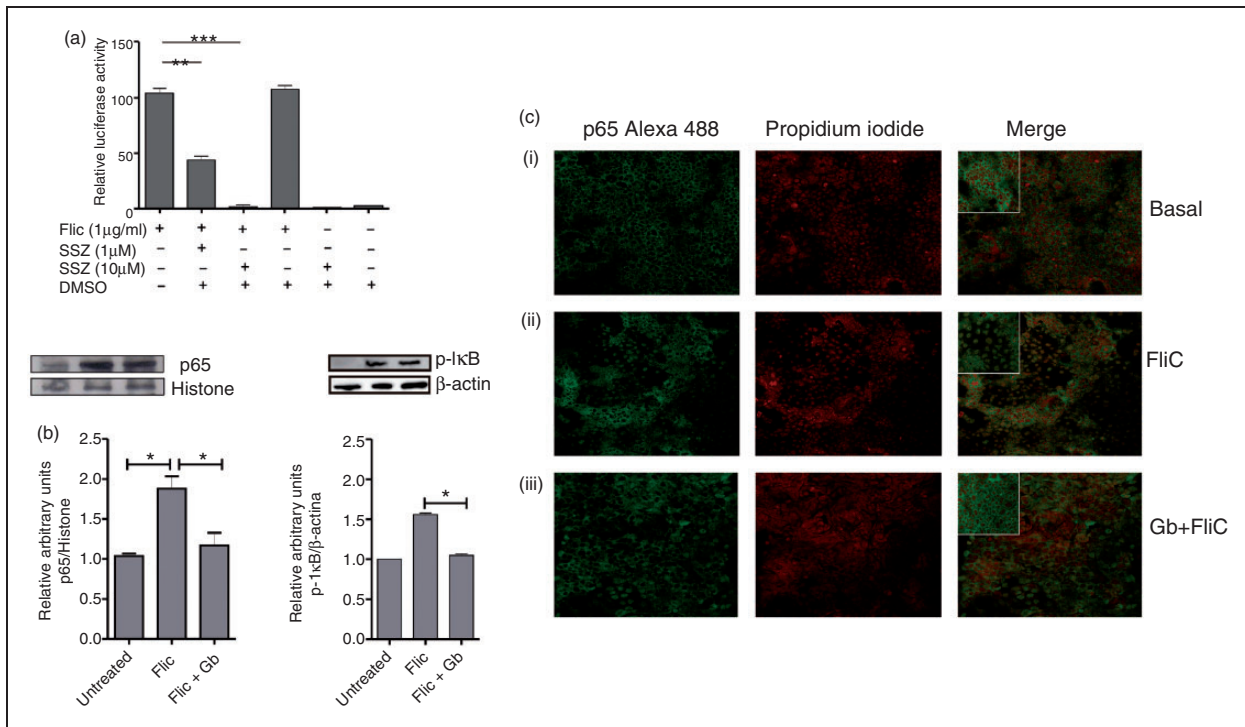 (a)
150
100
50
0
Relative luciferase activity
***
**
Flic (1µg/ml) + + + + − −
SSZ (1µM) − + − − − −
SSZ (10µM) − − + − + −
DMSO − + + + + +
p65
Histone
p-IκB
β-actin
(b)
2.5
2.0
1.5
1.0
0.5
0.0
Relative arbitrary units
p65/Histone
* *
Untreated
Flic
Flic + Gb
2.5
2.0
1.5
1.0
0.5
0.0
Relative arbitrary units
p-1κB/β-actina
*
Untreated
Flic
Flic + Gb
(c)
p65 Alexa 488 Propidium iodide Merge
(i)
Basal
(ii)
FliC
(iii)
Gb+FliC